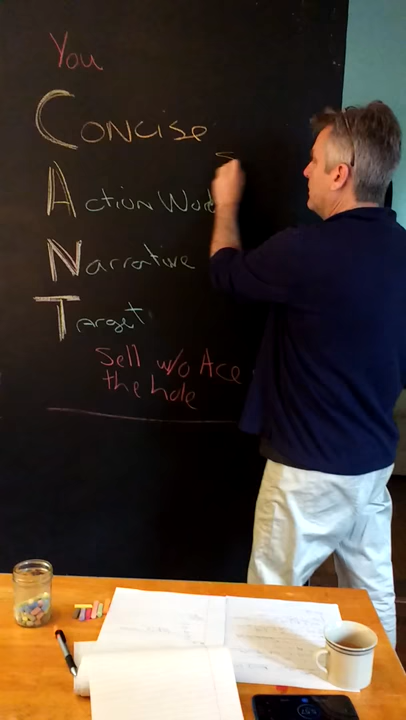 You
Concise
Action Word
Narrative
Target
Sell w/o Ace
the hole